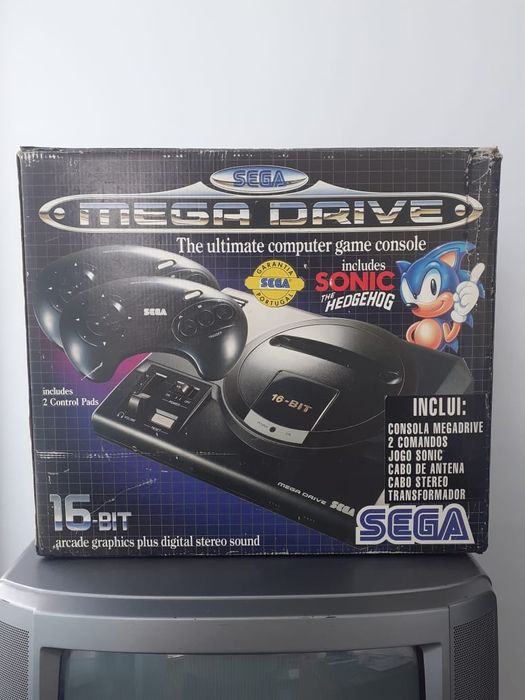 SEGA
MEGA DRIVE
The ultimate computer game console
GARANTIA
SEGA
PORTUGAL
includes
SONIC
THE
HEDGEHOG
SEGA
16-BIT
includes
2 Control Pads
MEGA DRIVE SEGA
INCLUI:
CONSOLA MEGADRIVE
2 COMANDOS
JOGO SONIC
CABO DE ANTENA
CABO STEREO
TRANSFORMADOR
16-BIT
arcade graphics plus digital stereo sound
SEGA